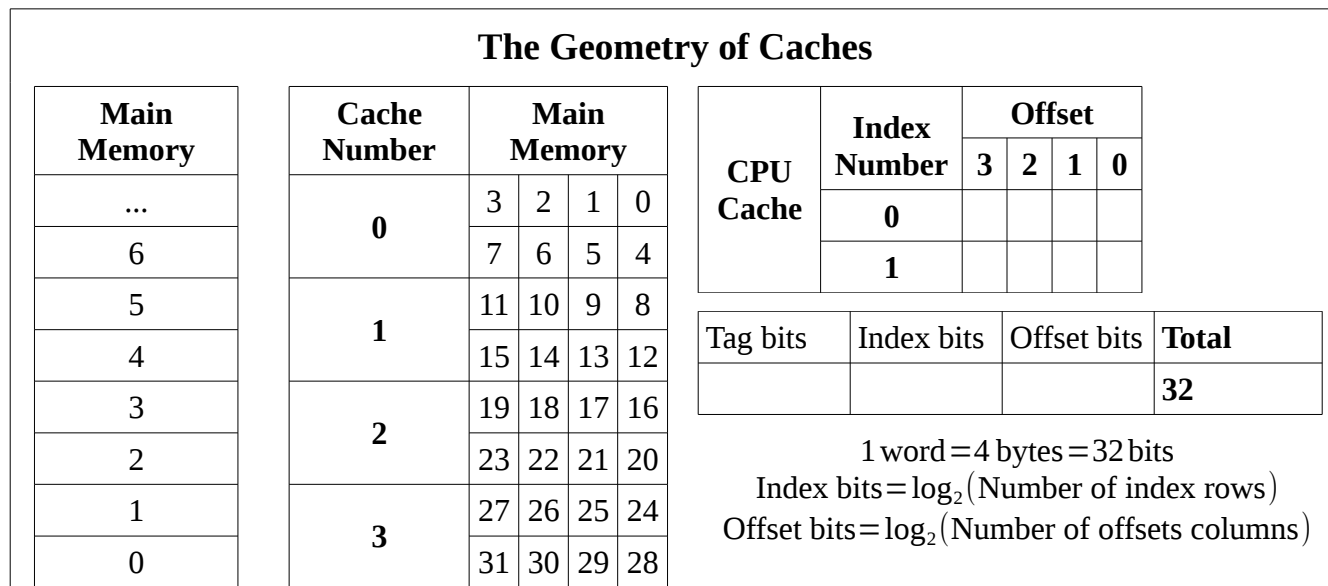 The Geometry of Caches
Main
Memory
...
6
5
4
3
2
1
0
Cache
Number
Main
Memory
0
3 2 1 0
7 6 5 4
1
11 10 9 8
15 14 13 12
2
19 18 17 16
23 22 21 20
3
27 26 25 24
31 30 29 28
CPU
Cache
Index
Number
Offset
3 2 1 0
0
1
Tag bits Index bits Offset bits Total
32
1 word=4 bytes=32 bits
Index bits=log₂(Number of index rows)
Offset bits=log₂(Number of offsets columns)